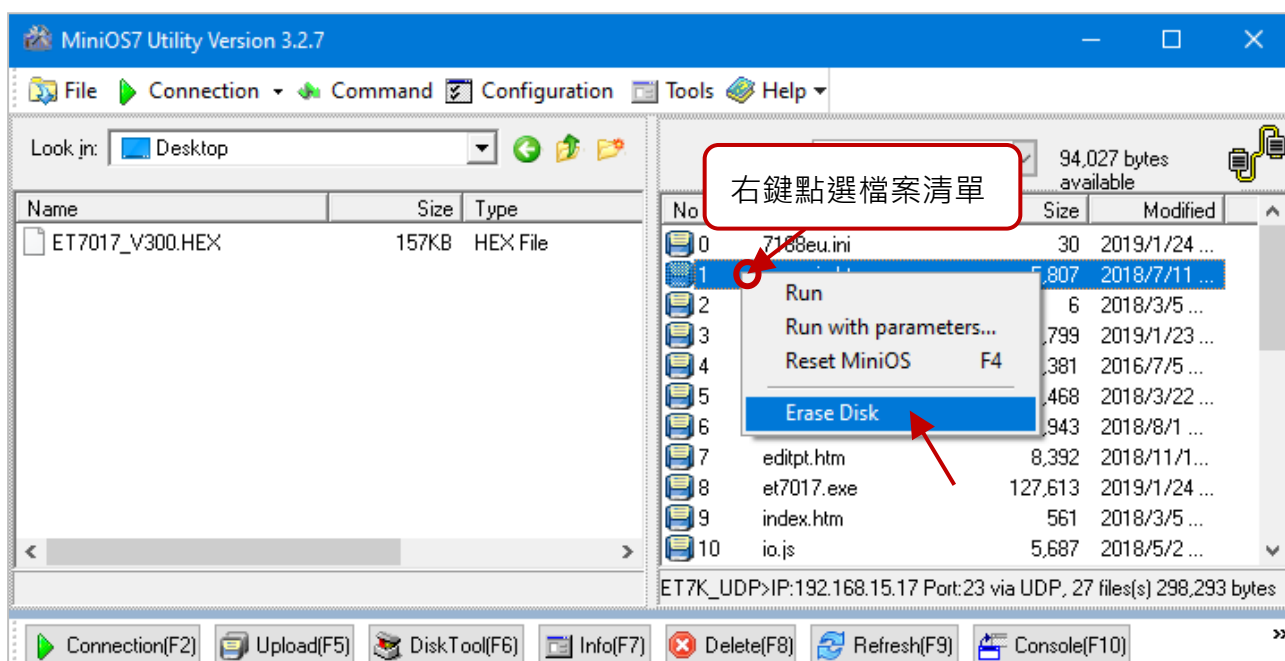 MiniOS7 Utility Version 3.2.7
File Connection Command Configuration Tools Help
Look in: Desktop
94,027 bytes available
右鍵點選檔案清單
Name Size Type
ET7017_V300.HEX 157KB HEX File
No Size Modified
0 7188eu.ini 30 2019/1/24 ...
1 5,807 2018/7/11 ...
2 6 2018/3/5 ...
3 ,799 2019/1/23 ...
4 ,381 2016/7/5 ...
5 ,468 2018/3/22 ...
6 ,943 2018/8/1 ...
7 editpt.htm 8,392 2018/11/1...
8 et7017.exe 127,613 2019/1/24 ...
9 index.htm 561 2018/3/5 ...
10 io.js 5,687 2018/5/2 ...
Run
Run with parameters...
Reset MiniOS F4
Erase Disk
ET7K_UDP>IP:192.168.15.17 Port:23 via UDP, 27 files(s) 298,293 bytes
Connection(F2) Upload(F5) DiskTool(F6) Info(F7) Delete(F8) Refresh(F9) Console(F10) »